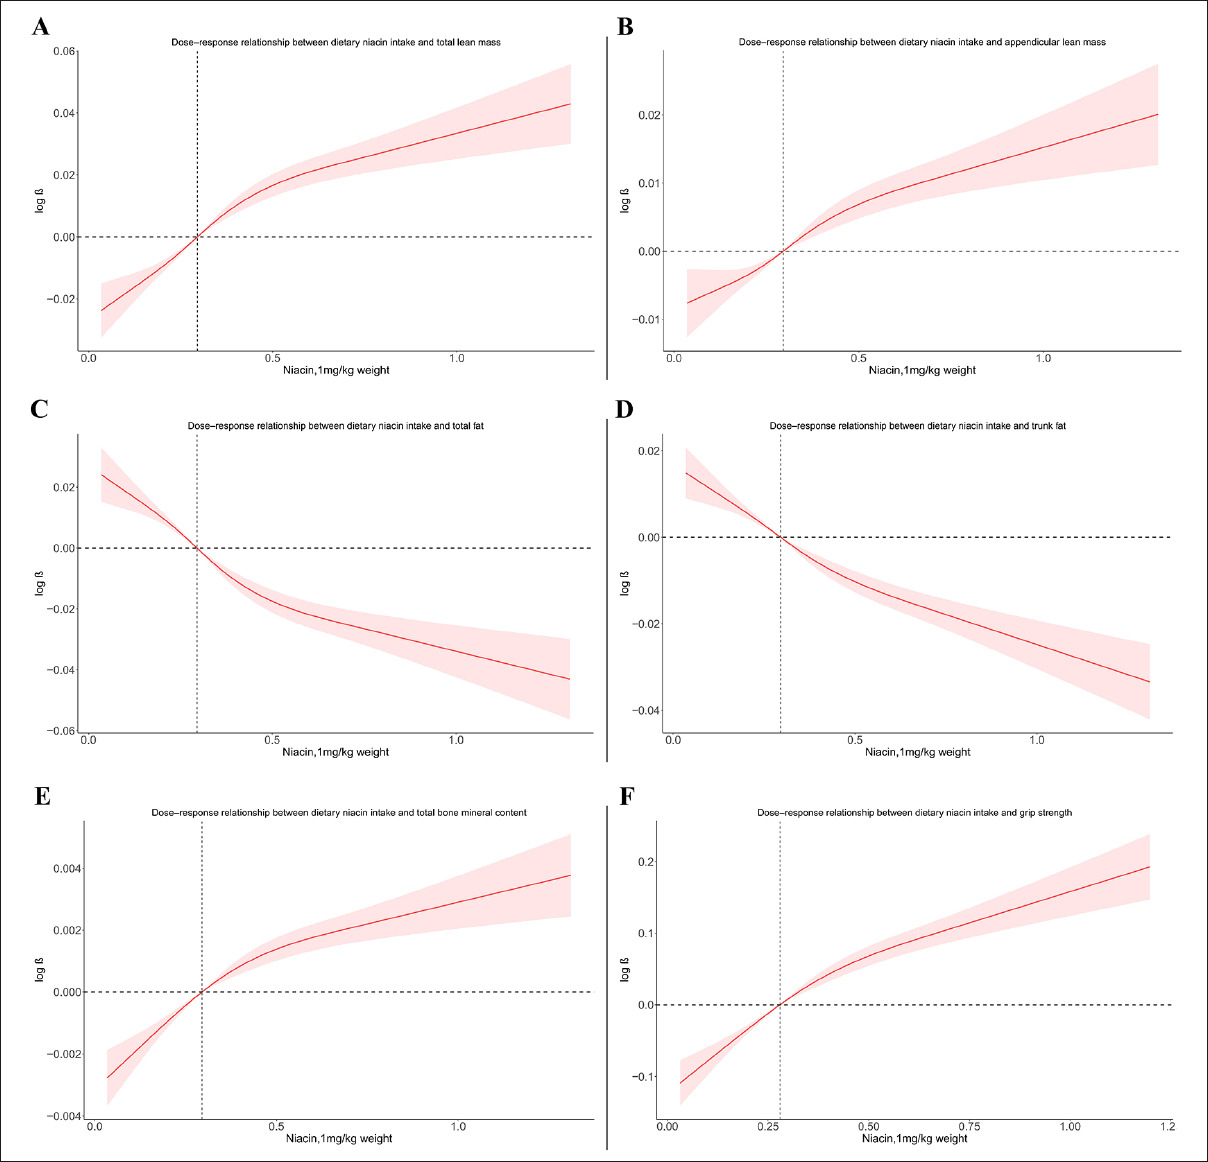 A
Dose−response relationship between dietary niacin intake and total lean mass
0.06
0.04
0.02
0.00
−0.02
log ß
0.0 0.5 1.0
Niacin,1mg/kg weight
B
Dose−response relationship between dietary niacin intake and appendicular lean mass
0.02
0.01
0.00
−0.01
log ß
0.0 0.5 1.0
Niacin,1mg/kg weight
C
Dose−response relationship between dietary niacin intake and total fat
0.02
0.00
−0.02
−0.04
−0.06
log ß
0.0 0.5 1.0
Niacin,1mg/kg weight
D
Dose−response relationship between dietary niacin intake and trunk fat
0.02
0.00
−0.02
−0.04
log ß
0.0 0.5 1.0
Niacin,1mg/kg weight
E
Dose−response relationship between dietary niacin intake and total bone mineral content
0.004
0.002
0.000
−0.002
−0.004
log ß
0.0 0.5 1.0
Niacin,1mg/kg weight
F
Dose−response relationship between dietary niacin intake and grip strength
0.2
0.1
0.0
−0.1
log ß
0.00 0.25 0.50 0.75 1.00 1.2
Niacin,1mg/kg weight